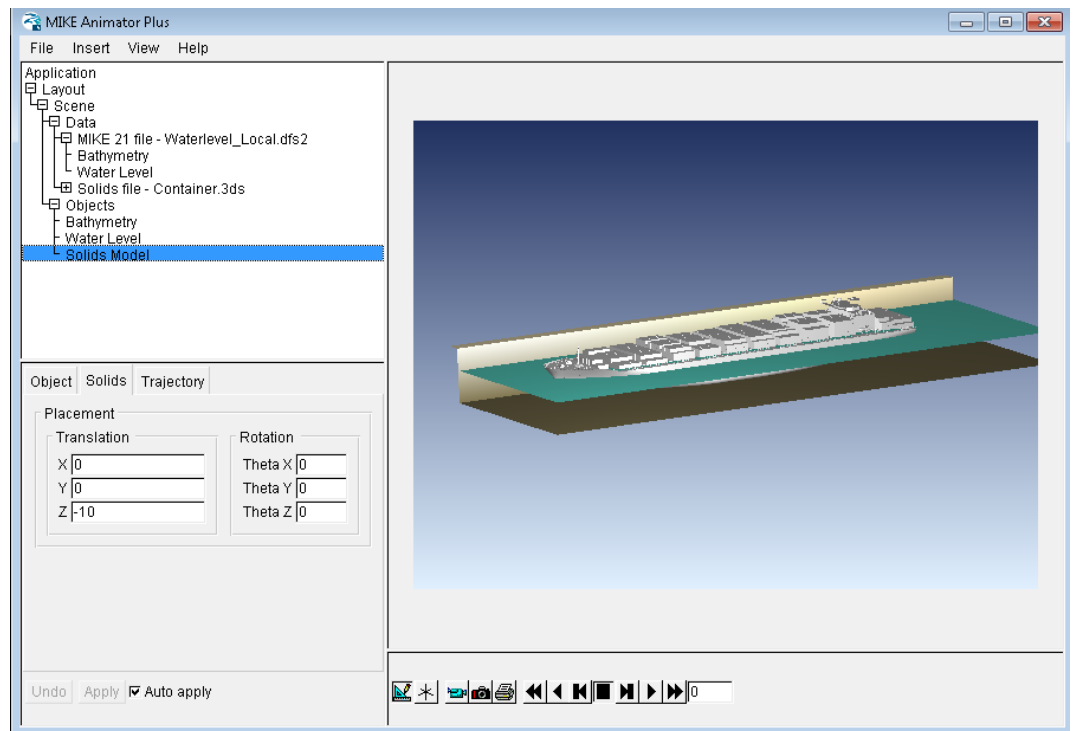 MIKE Animator Plus
File Insert View Help
Application
Layout
Scene
Data
MIKE 21 file - Waterlevel_Local.dfs2
Bathymetry
Water Level
Solids file - Container.3ds
Objects
Bathymetry
Water Level
Solids Model
Object Solids Trajectory
Placement
Translation Rotation
X 0 Theta X 0
Y 0 Theta Y 0
Z -10 Theta Z 0
Undo Apply Auto apply
0